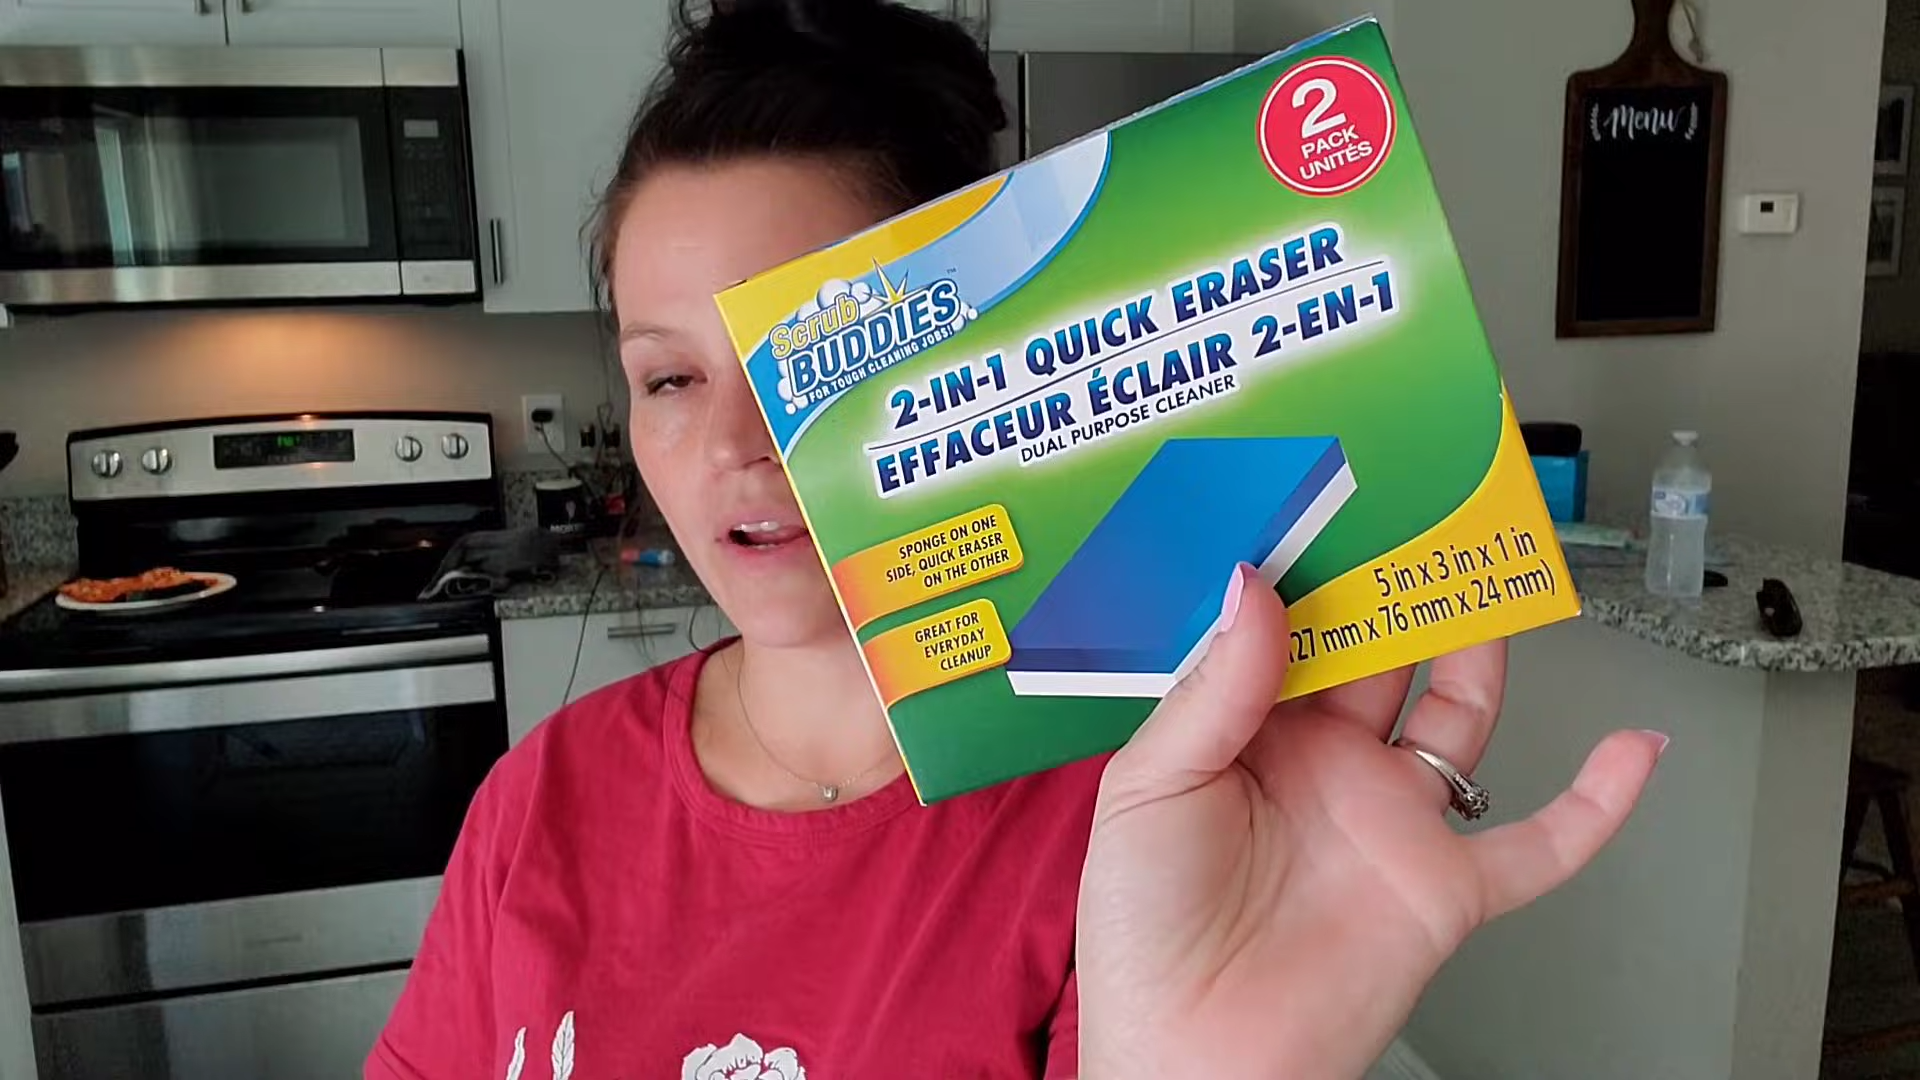 Menu
2
PACK
UNITÉS
Scrub
BUDDIES™
FOR TOUGH CLEANING JOBS!
2-IN-1 QUICK ERASER
EFFACEUR ÉCLAIR 2-EN-1
DUAL PURPOSE CLEANER
SPONGE ON ONE
SIDE, QUICK ERASER
ON THE OTHER
GREAT FOR
EVERYDAY
CLEANUP
5 in x 3 in x 1 in
27 mm x 76 mm x 24 mm)